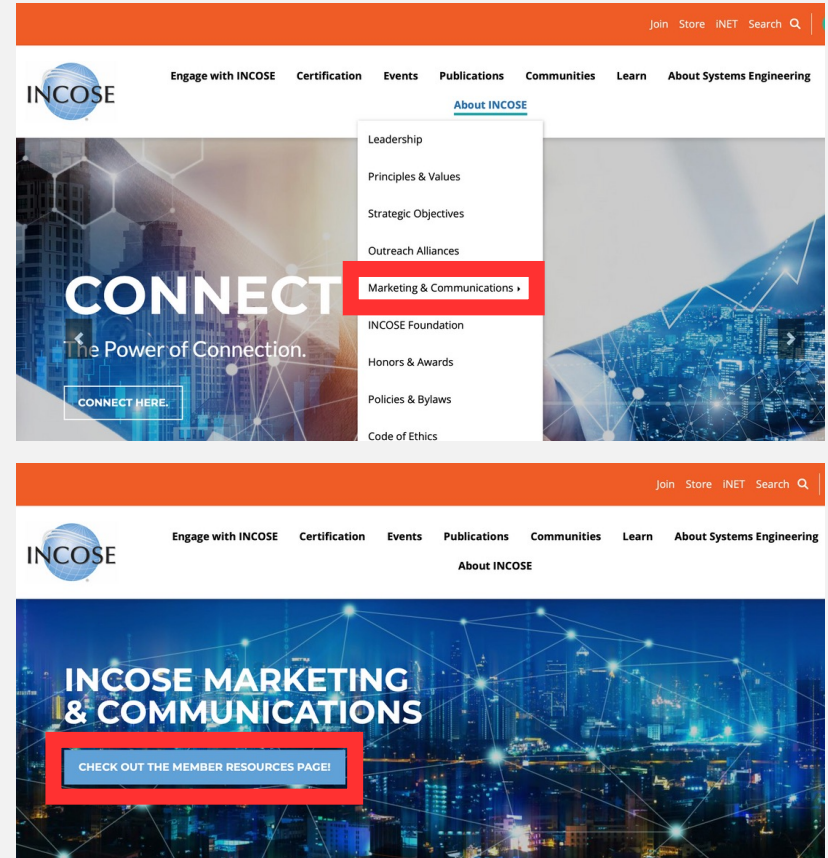 Join Store iNET Search
INCOSE
Engage with INCOSE Certification Events Publications Communities Learn About Systems Engineering
About INCOSE
Leadership
Principles & Values
Strategic Objectives
Outreach Alliances
Marketing & Communications
INCOSE Foundation
Honors & Awards
Policies & Bylaws
Code of Ethics
CONNECT
The Power of Connection.
CONNECT HERE.
Join Store iNET Search
INCOSE
Engage with INCOSE Certification Events Publications Communities Learn About Systems Engineering
About INCOSE
INCOSE MARKETING
& COMMUNICATIONS
CHECK OUT THE MEMBER RESOURCES PAGE!